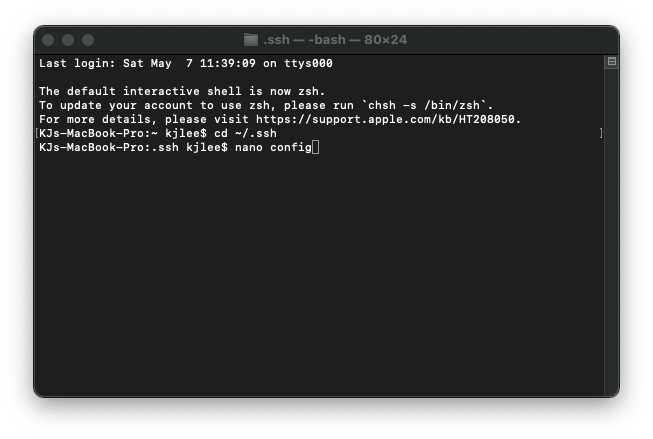 .ssh — -bash — 80×24
Last login: Sat May  7 11:39:09 on ttys000
The default interactive shell is now zsh.
To update your account to use zsh, please run `chsh -s /bin/zsh`.
For more details, please visit https://support.apple.com/kb/HT208050.
[KJs-MacBook-Pro:~ kjlee$ cd ~/.ssh ]
KJs-MacBook-Pro:.ssh kjlee$ nano config